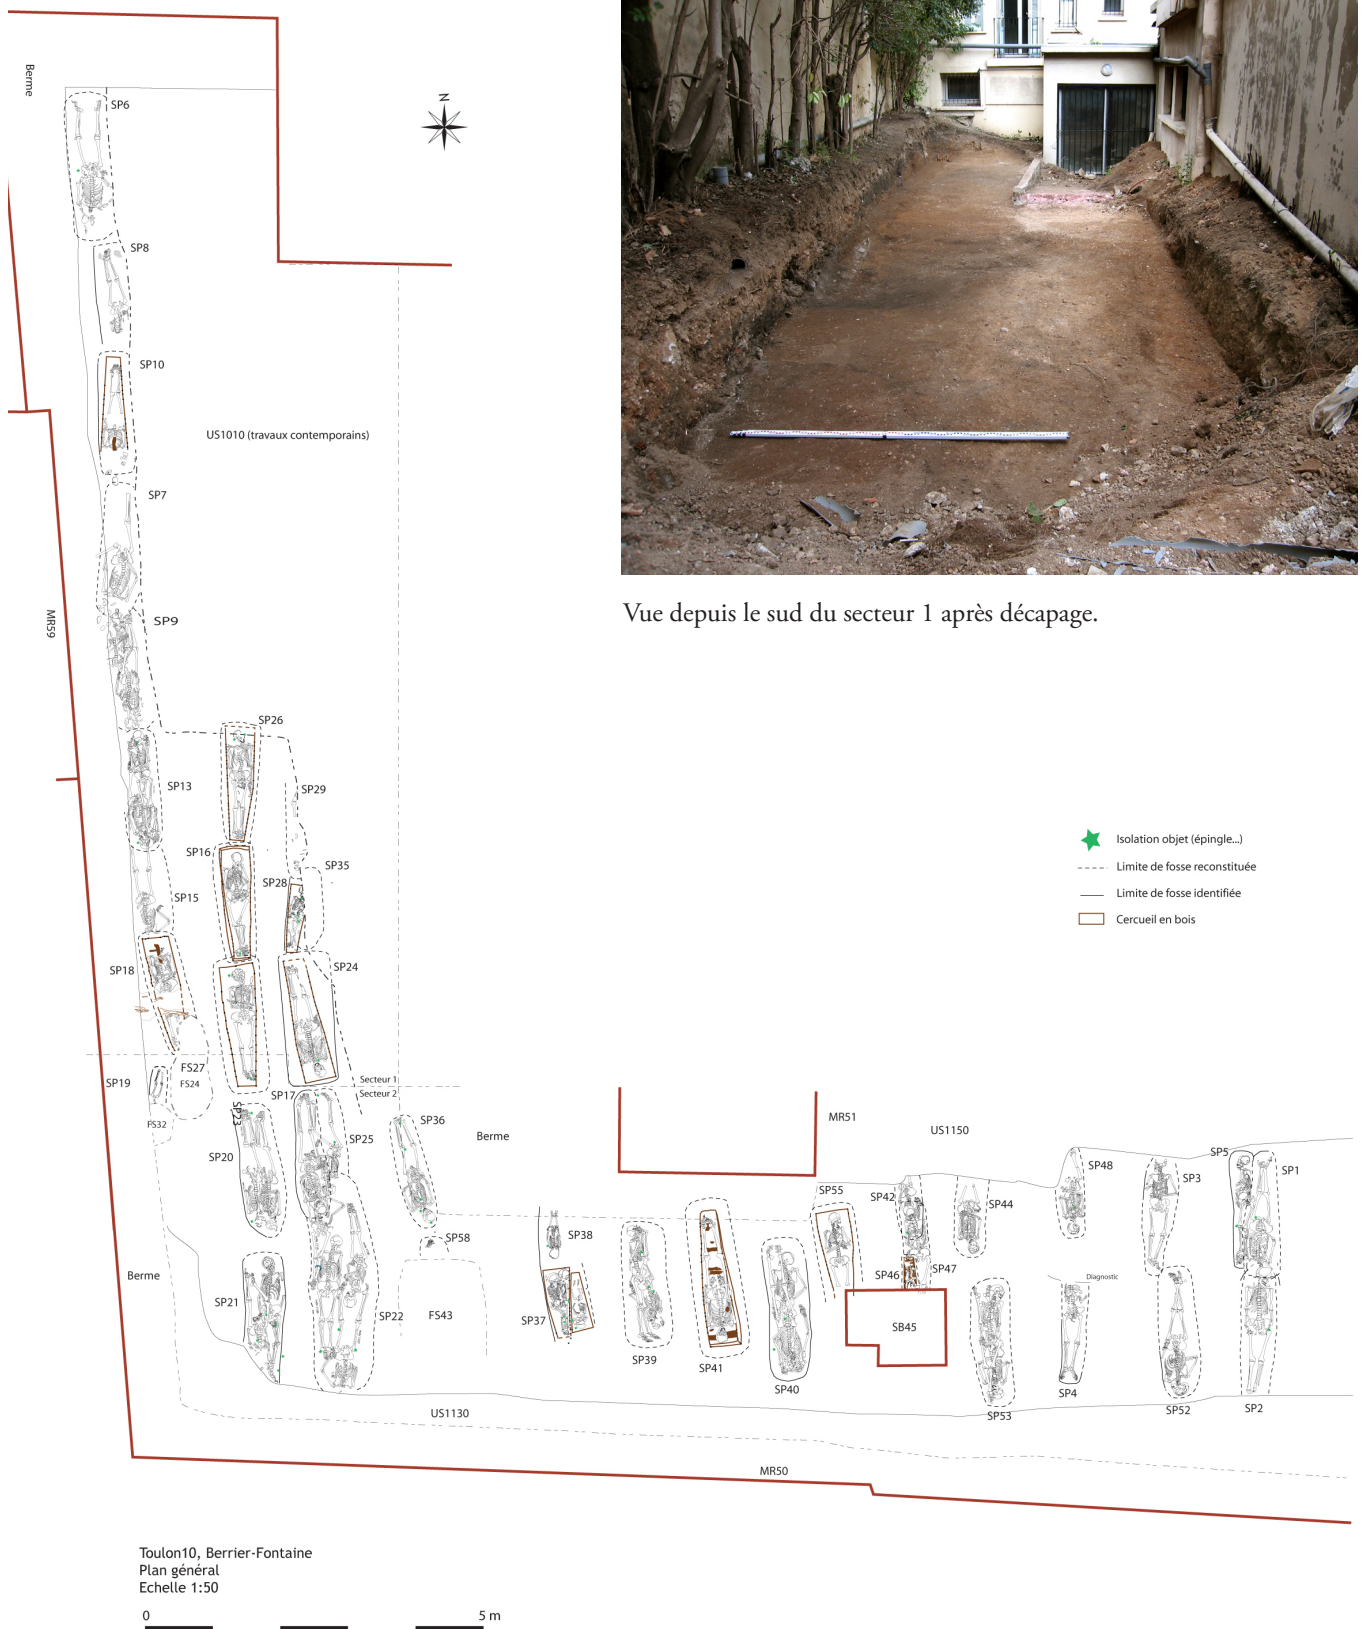 Berme
SP6
N
SP8
SP10
US1010 (travaux contemporains)
SP7
MR59
SP9
Vue depuis le sud du secteur 1 après décapage.
SP26
SP13
SP29
SP16
SP35
SP28
SP15
SP18
SP24
FS27
SP19
FS24
Secteur 1
Secteur 2
SP17
SP23
FS32
SP25
SP36
SP20
Berme
SP58
Berme
SP21
SP22
FS43
Isolation objet (épingle...)
Limite de fosse reconstituée
Limite de fosse identifiée
Cercueil en bois
MR51
US1150
SP55
SP42
SP44
SP48
SP3
SP5
SP1
SP38
SP46
SP47
Diagnostic
SP37
SB45
SP39
SP41
SP40
SP53
SP4
SP52
SP2
US1130
MR50
Toulon10, Berrier-Fontaine
Plan général
Echelle 1:50
0 5 m